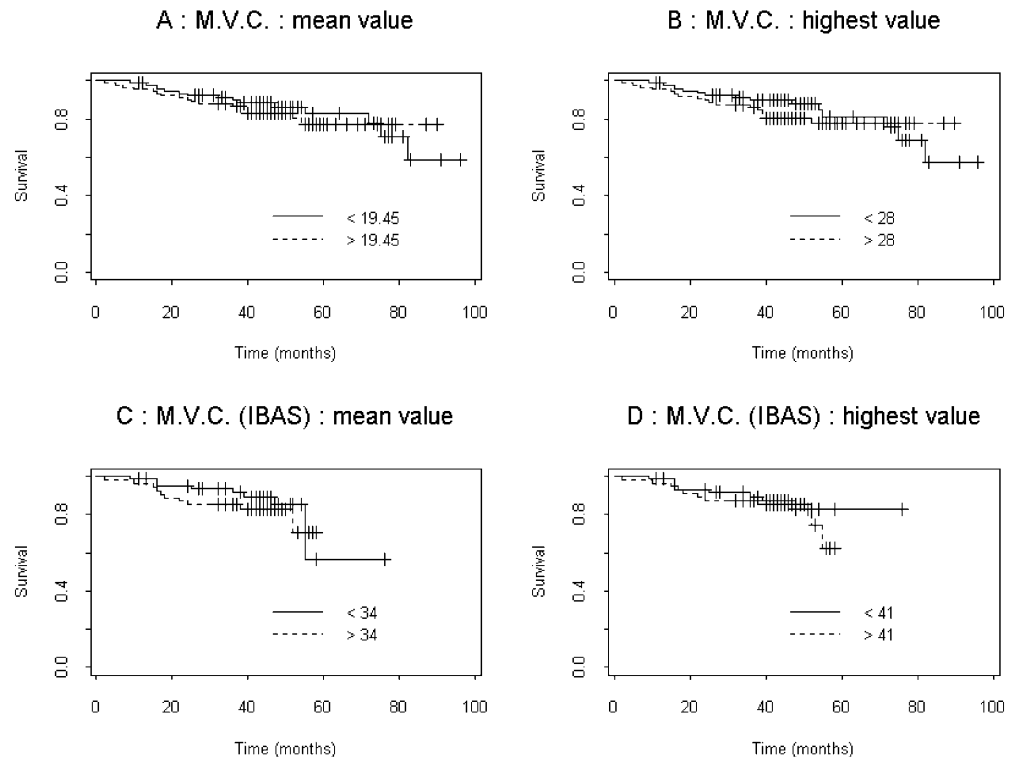 A : M.V.C. : mean value
Survival
0.0 0.4 0.8
< 19.45
> 19.45
0 20 40 60 80 100
Time (months)
B : M.V.C. : highest value
Survival
0.0 0.4 0.8
< 28
> 28
0 20 40 60 80 100
Time (months)
C : M.V.C. (IBAS) : mean value
Survival
0.0 0.4 0.8
< 34
> 34
0 20 40 60 80 100
Time (months)
D : M.V.C. (IBAS) : highest value
Survival
0.0 0.4 0.8
< 41
> 41
0 20 40 60 80 100
Time (months)